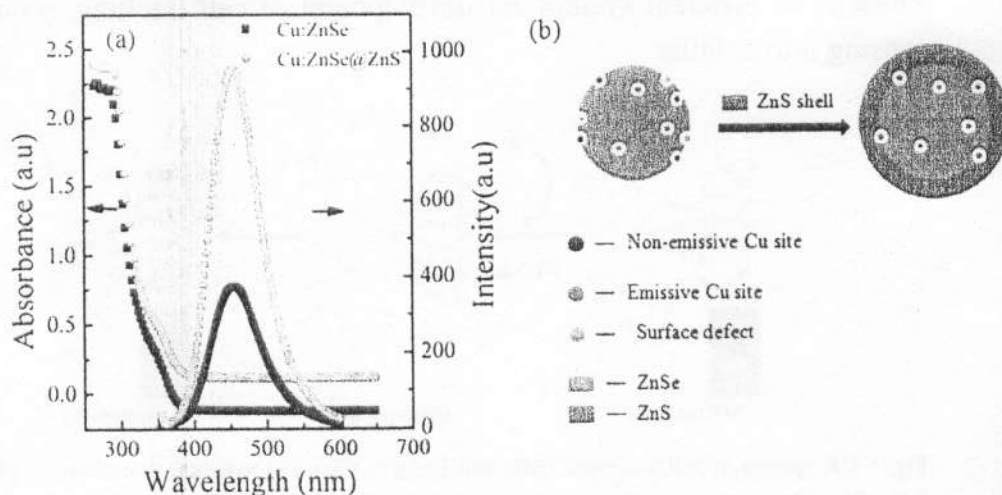 (a)
Cu:ZnSe
Cu:ZnSe@ZnS
Absorbance (a.u)
2.5
2.0
1.5
1.0
0.5
0.0
Intensity(a.u)
1000
800
600
400
200
0
300 400 500 600 700
Wavelength (nm)
(b)
ZnS shell
— Non-emissive Cu site
— Emissive Cu site
— Surface defect
— ZnSe
— ZnS